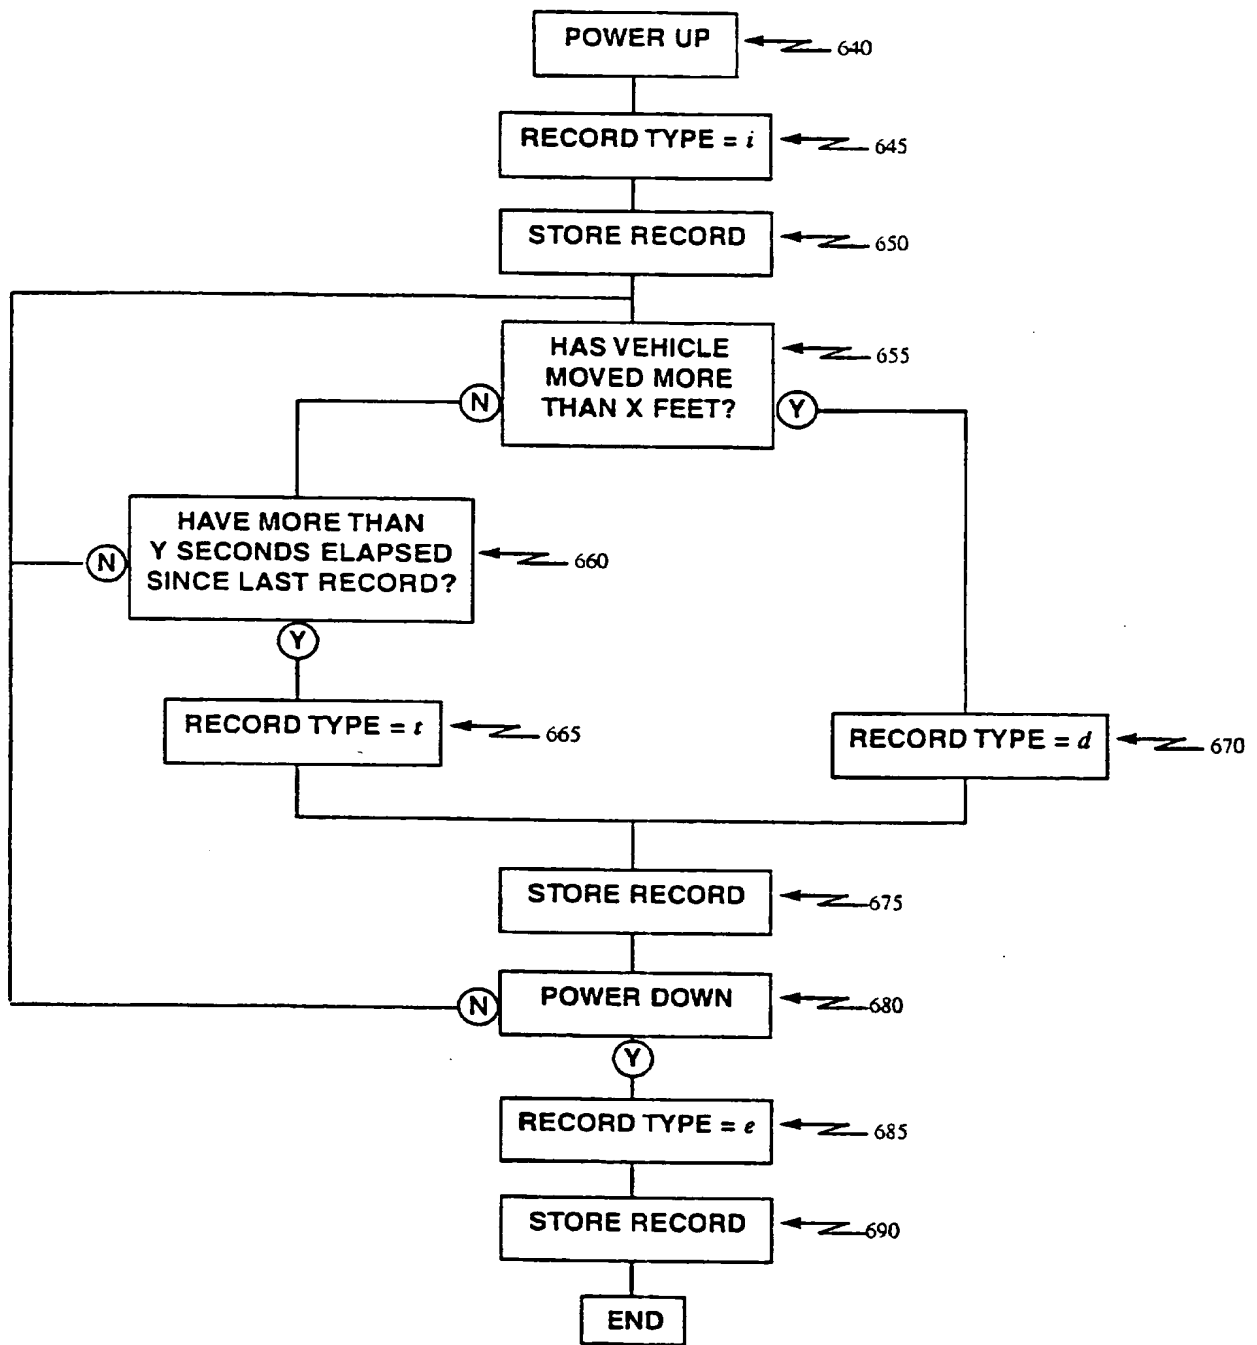 POWER UP
640
RECORD TYPE = i
645
STORE RECORD
650
HAS VEHICLE
MOVED MORE
THAN X FEET?
655
N
Y
HAVE MORE THAN
Y SECONDS ELAPSED
SINCE LAST RECORD?
660
N
Y
RECORD TYPE = t
665
RECORD TYPE = d
670
STORE RECORD
675
POWER DOWN
680
N
Y
RECORD TYPE = e
685
STORE RECORD
690
END